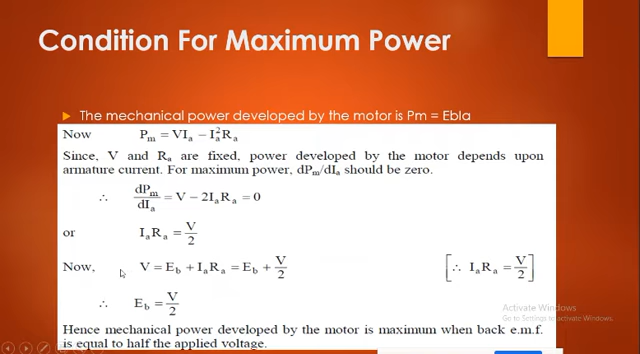 Condition For Maximum Power
The mechanical power developed by the motor is Pm = EbIa
Now Pₘ = VIₐ − Iₐ²Rₐ
Since, V and Rₐ are fixed, power developed by the motor depends upon
armature current. For maximum power, dPₘ/dIₐ should be zero.
∴ dPₘ/dIₐ = V − 2IₐRₐ = 0
or IₐRₐ = V/2
Now, V = E_b + IₐRₐ = E_b + V/2 [∴ IₐRₐ = V/2]
∴ E_b = V/2
Hence mechanical power developed by the motor is maximum when back e.m.f.
is equal to half the applied voltage.
Activate Windows
Go to Settings to activate Windows.